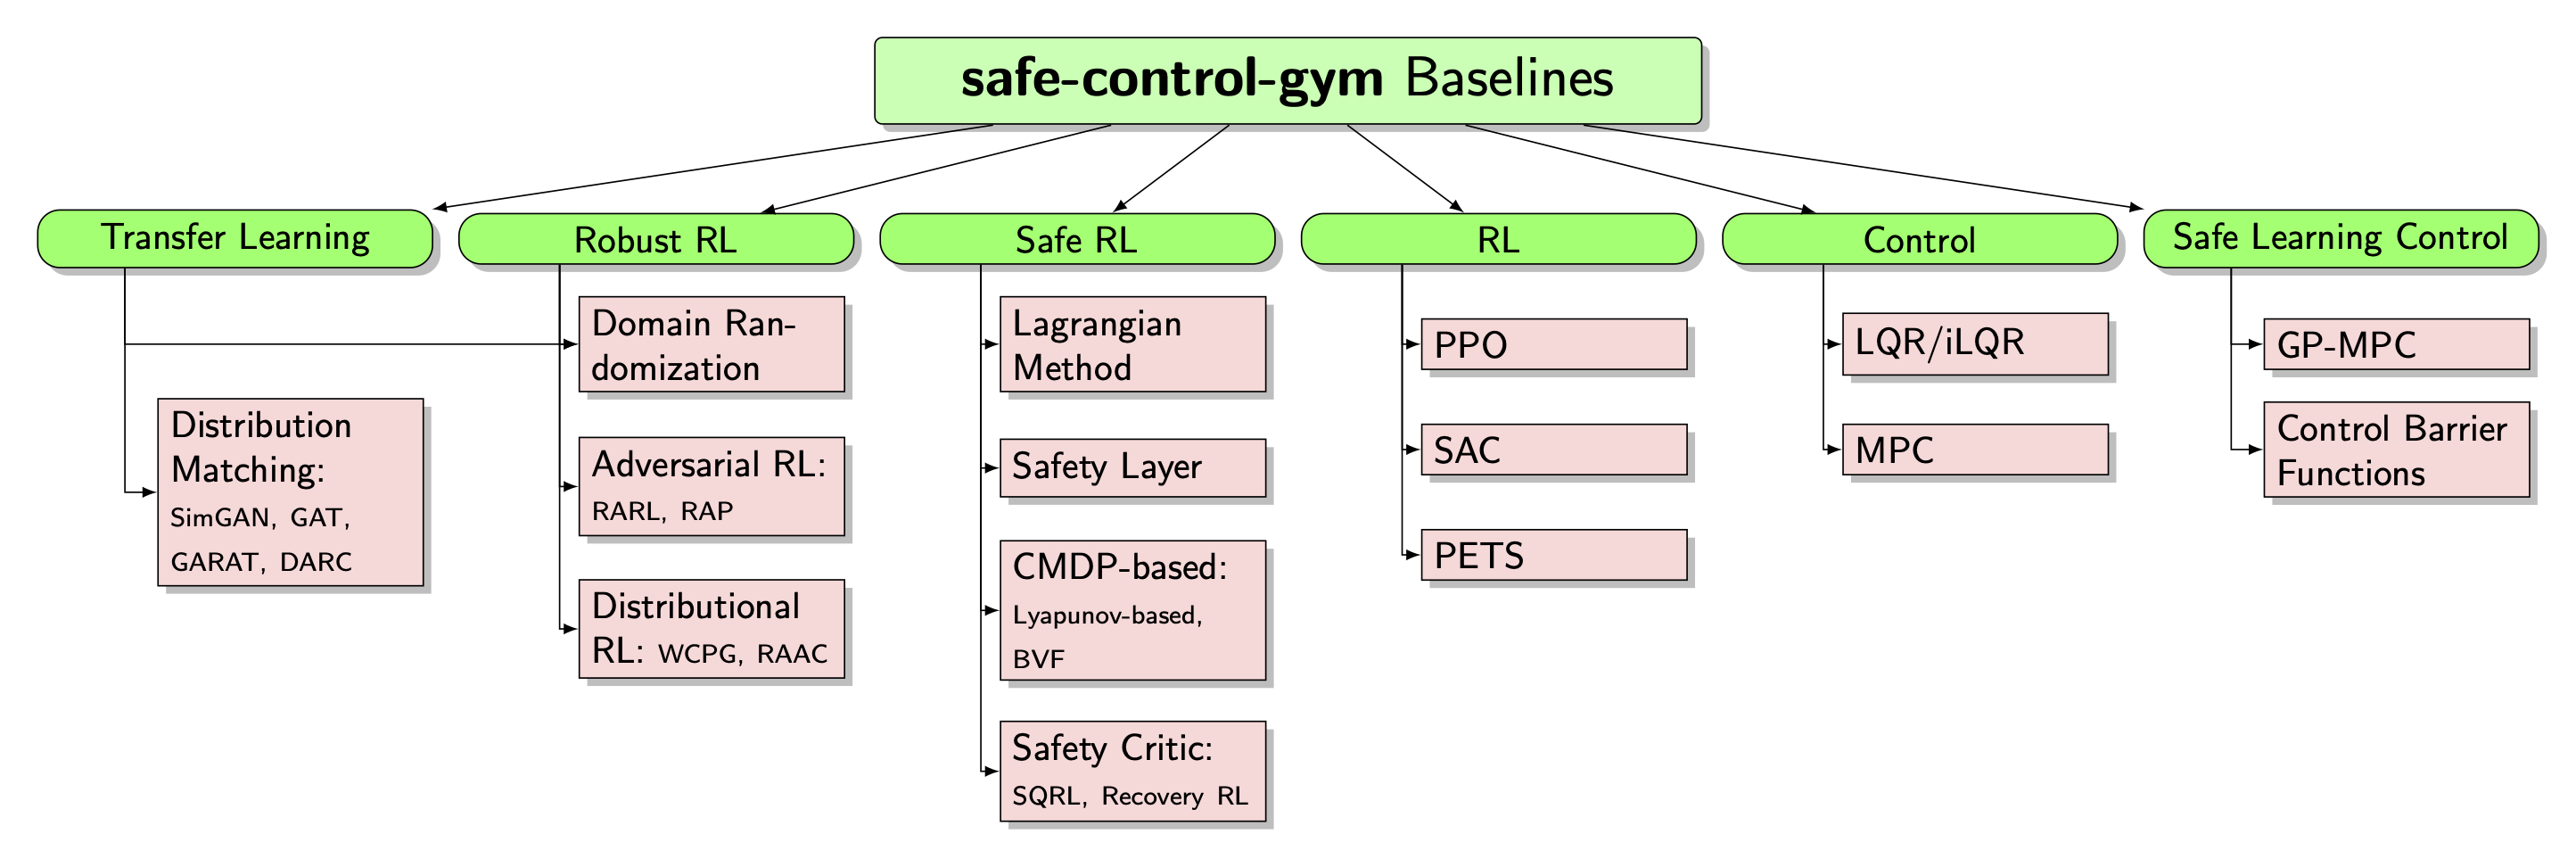 safe-control-gym Baselines
Transfer Learning
Robust RL
Safe RL
RL
Control
Safe Learning Control
Distribution
Matching:
SimGAN, GAT,
GARAT, DARC
Domain Ran-
domization
Adversarial RL:
RARL, RAP
Distributional
RL: WCPG, RAAC
Lagrangian
Method
Safety Layer
CMDP-based:
Lyapunov-based,
BVF
Safety Critic:
SQRL, Recovery RL
PPO
SAC
PETS
LQR/iLQR
MPC
GP-MPC
Control Barrier
Functions